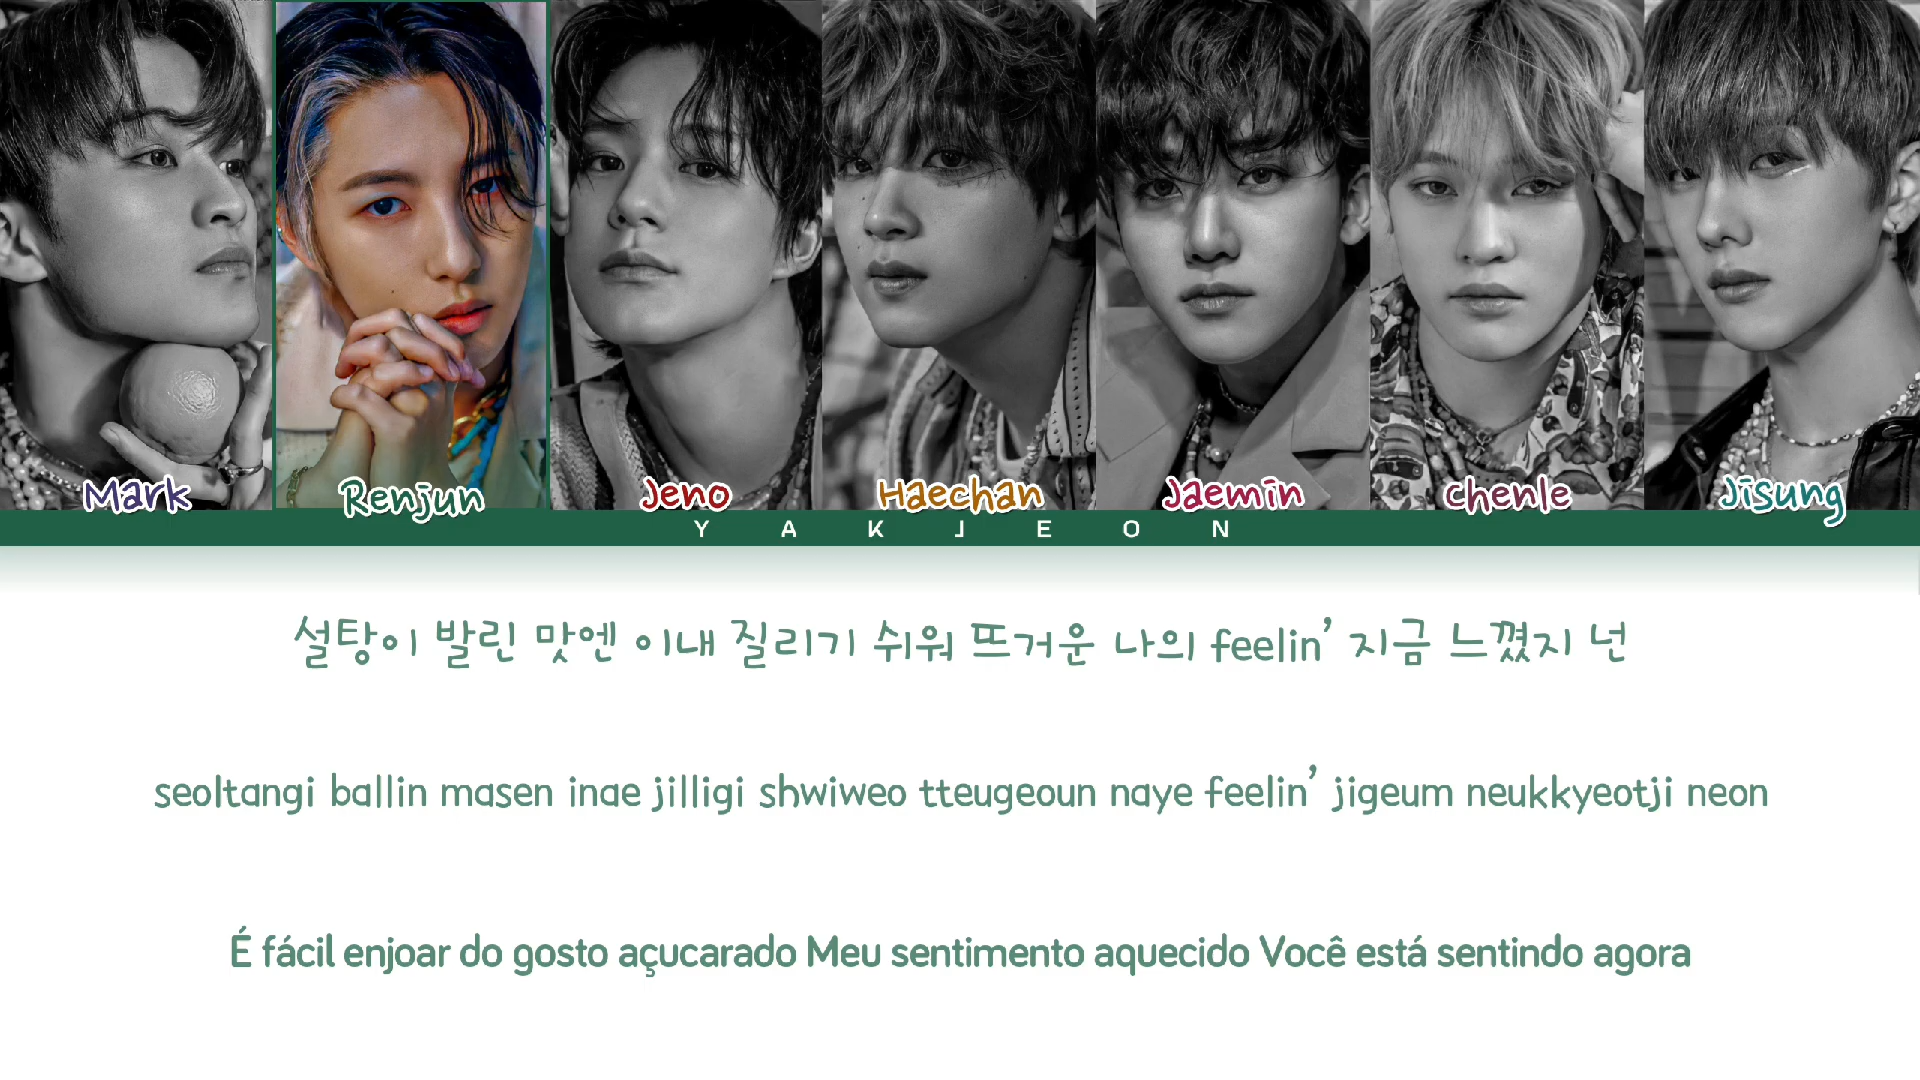 Mark Renjun Jeno Haechan Jaemin Chenle Jisung
YAKJEON
설탕이 발린 맛엔 이내 질리기 쉬워 뜨거운 나의 feelin’ 지금 느꼈지 넌
seoltangi ballin masen inae jilligi shwiweo tteugeoun naye feelin’ jigeum neukkyeotji neon
É fácil enjoar do gosto açucarado Meu sentimento aquecido Você está sentindo agora